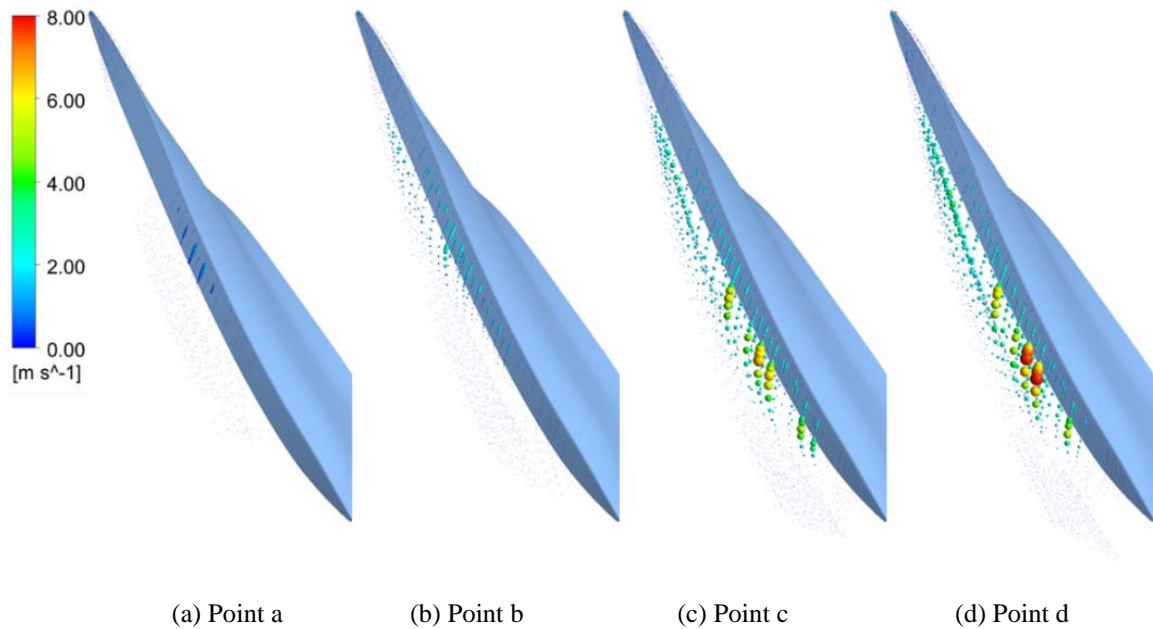 8.00
6.00
4.00
2.00
0.00
[m s^-1]
(a) Point a
(b) Point b
(c) Point c
(d) Point d